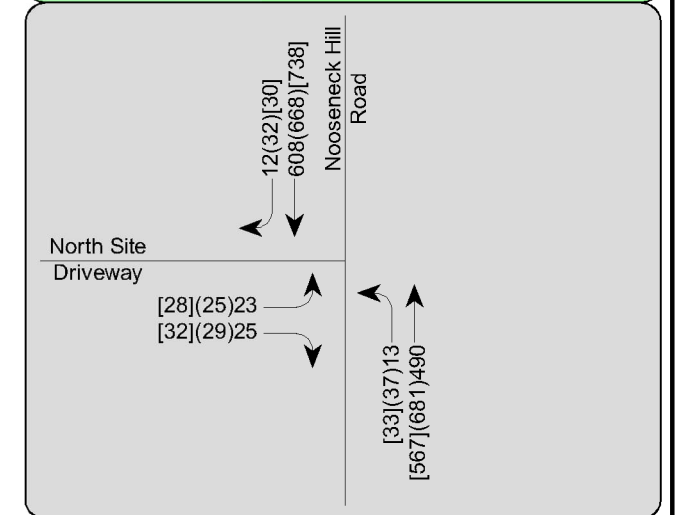 12(32)[30]
608(668)[738]
Nooseneck Hill
Road
North Site
Driveway
[28](25)23
[32](29)25
[33](37)13
[567](681)490